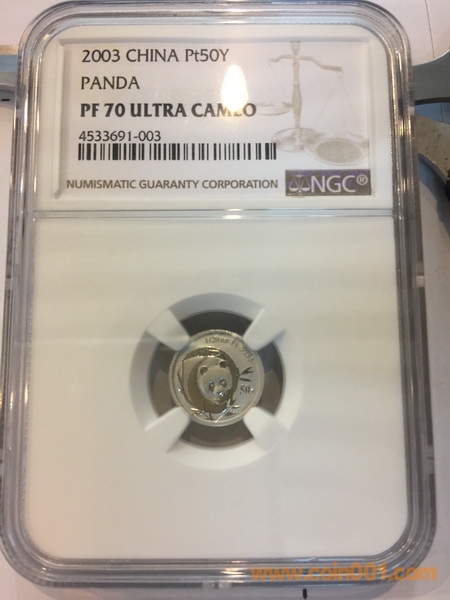 2003 CHINA Pt50Y
PANDA
PF 70 ULTRA CAMEO
4533691-003
NUMISMATIC GUARANTY CORPORATION
NGC®
www.coin001.com